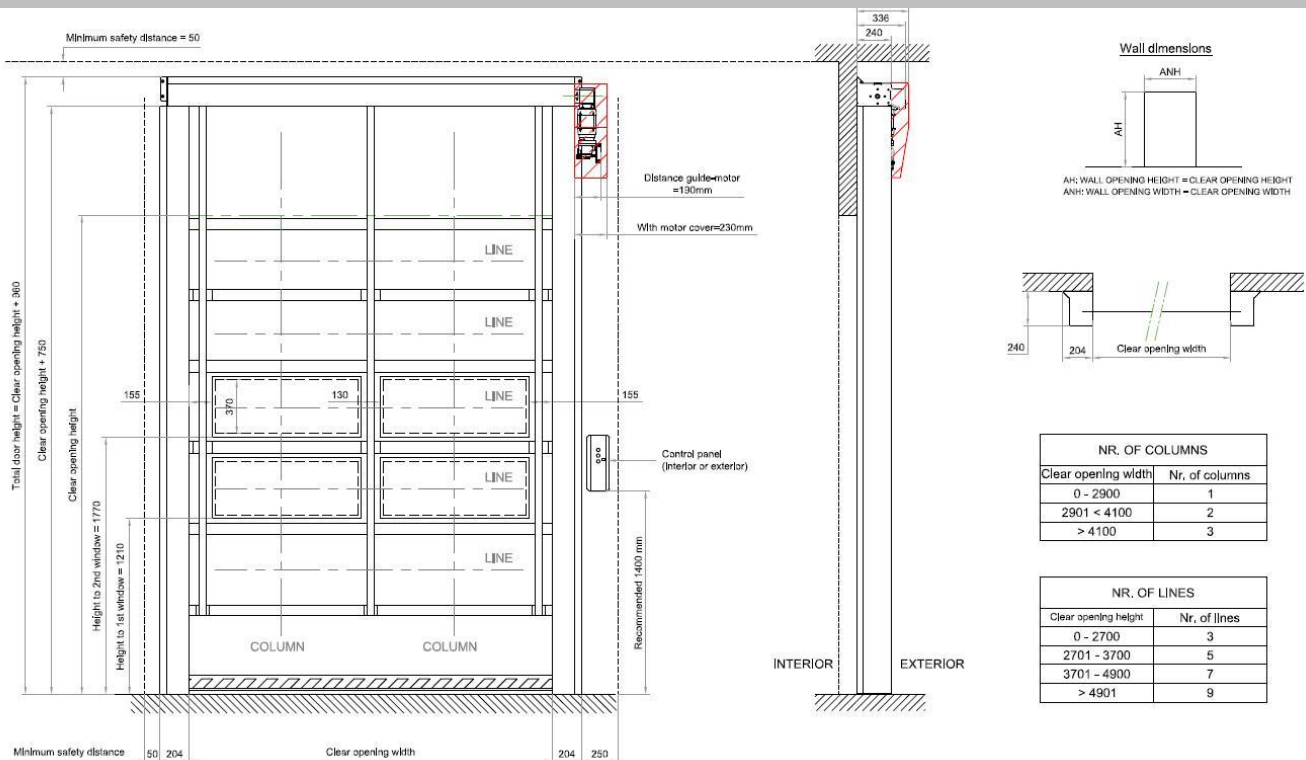 Minimum safety distance = 50
336
240
Wall dimensions
ANH
AH
AH: WALL OPENING HEIGHT = CLEAR OPENING HEIGHT
ANH: WALL OPENING WIDTH = CLEAR OPENING WIDTH
Distance guide-motor
=190mm
With motor cover=230mm
Total door height = Clear opening height + 960
Clear opening height + 750
Clear opening height
Height to 2nd window = 1770
Height to 1st window = 1210
LINE
LINE
155
370
130
LINE
155
LINE
LINE
COLUMN
COLUMN
Control panel
(interior or exterior)
Recommended 1400 mm
INTERIOR
EXTERIOR
240
204
Clear opening width
NR. OF COLUMNS
Clear opening width Nr. of columns
0 - 2900 1
2901 < 4100 2
> 4100 3
NR. OF LINES
Clear opening height Nr. of lines
0 - 2700 3
2701 - 3700 5
3701 - 4900 7
> 4901 9
Minimum safety distance 50 204 Clear opening width 204 250